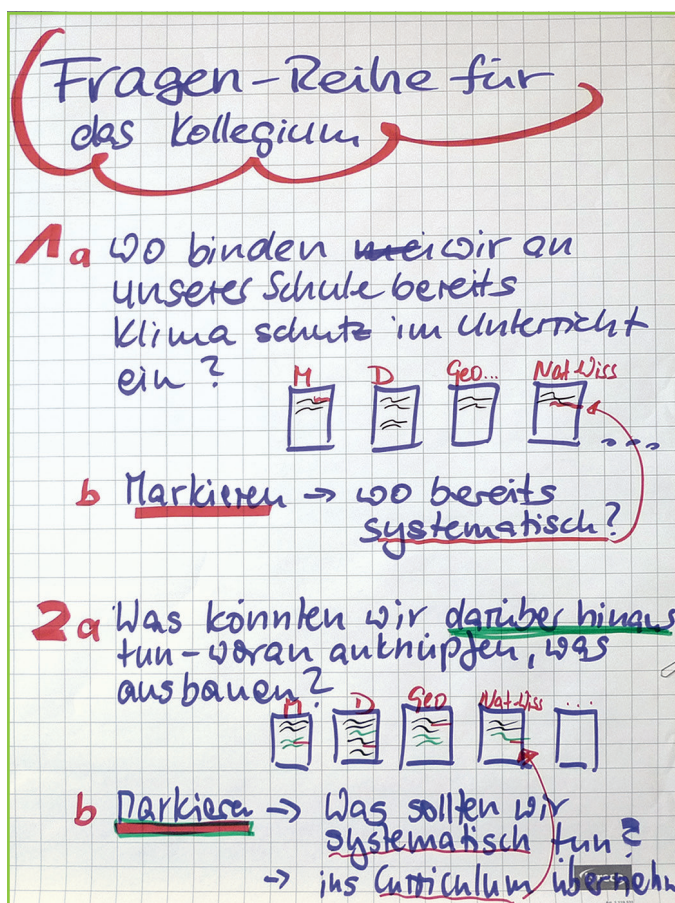 Fragen-Reihe für
das Kollegium
1a wo binden wir an
unserer Schule bereits
Klimaschutz im Unterricht
ein?
M D Geo... NatWiss
....
b Markieren → wo bereits
systematisch?
2a Was könnten wir darüber hinaus
tun - woran anknüpfen, was
ausbauen?
M D Geo NatWiss ...
b Markieren → Was sollten wir
systematisch tun?
→ ins Curriculum übernehm